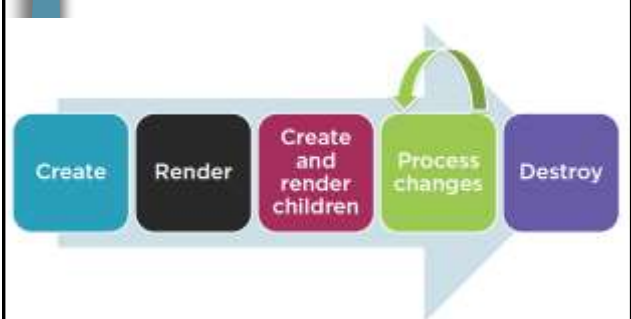 Create
Render
Create
and
render
children
Process
changes
Destroy